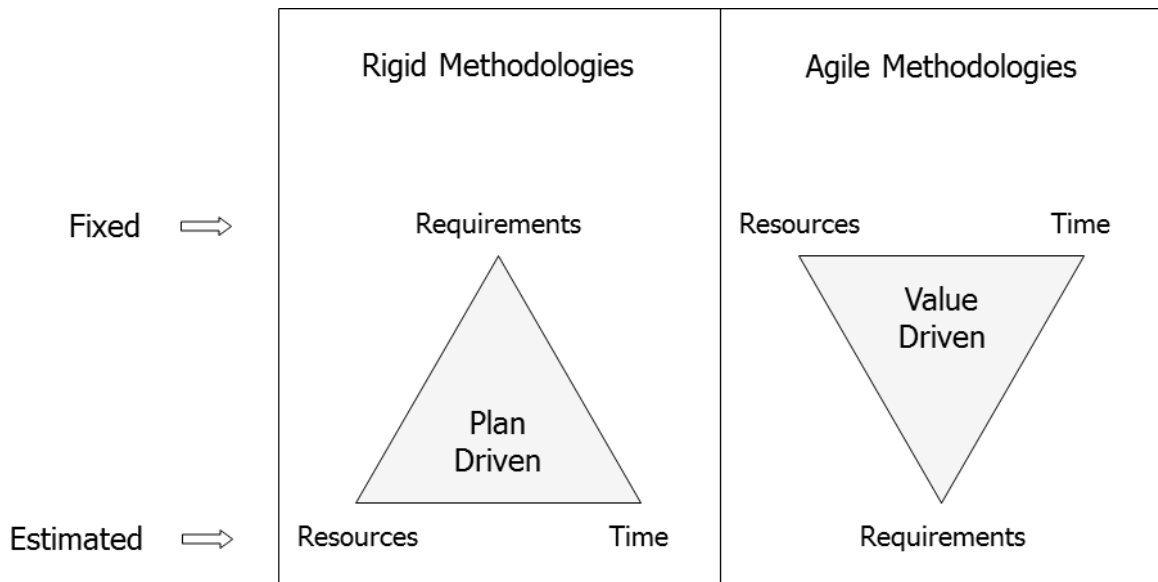 Rigid Methodologies
Agile Methodologies
Fixed
Requirements
Resources
Time
Value
Driven
Plan
Driven
Estimated
Resources
Time
Requirements